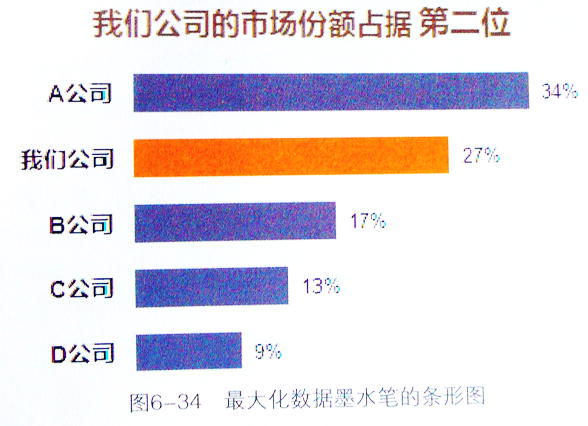 我们公司的市场份额占据 第二位
A公司 34%
我们公司 27%
B公司 17%
C公司 13%
D公司 9%
图6-34 最大化数据墨水笔的条形图